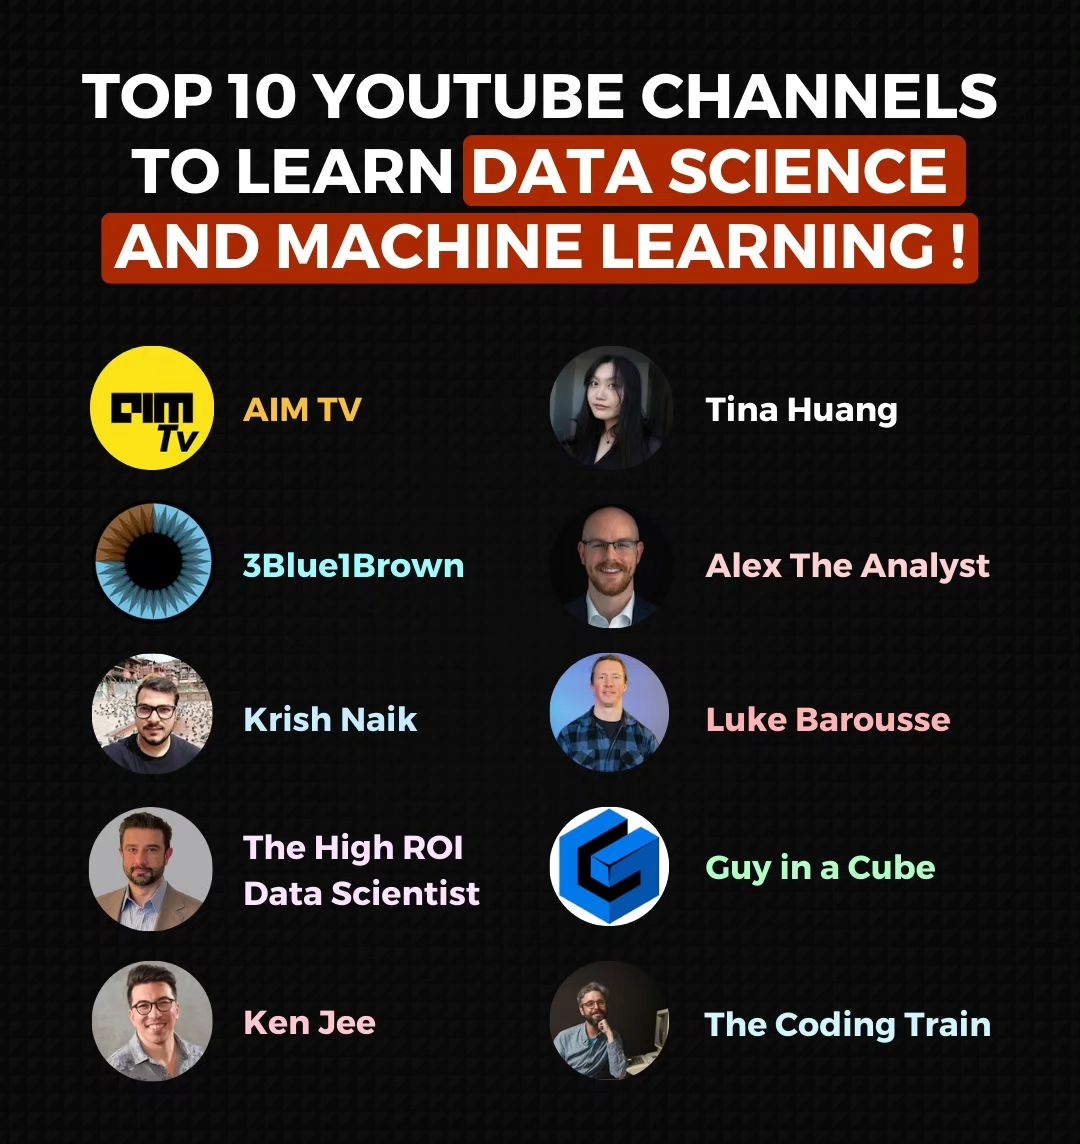 TOP 10 YOUTUBE CHANNELS
TO LEARN DATA SCIENCE
AND MACHINE LEARNING !
AIM
Tv
AIM TV
3Blue1Brown
Krish Naik
The High ROI
Data Scientist
Ken Jee
Tina Huang
Alex The Analyst
Luke Barousse
Guy in a Cube
The Coding Train